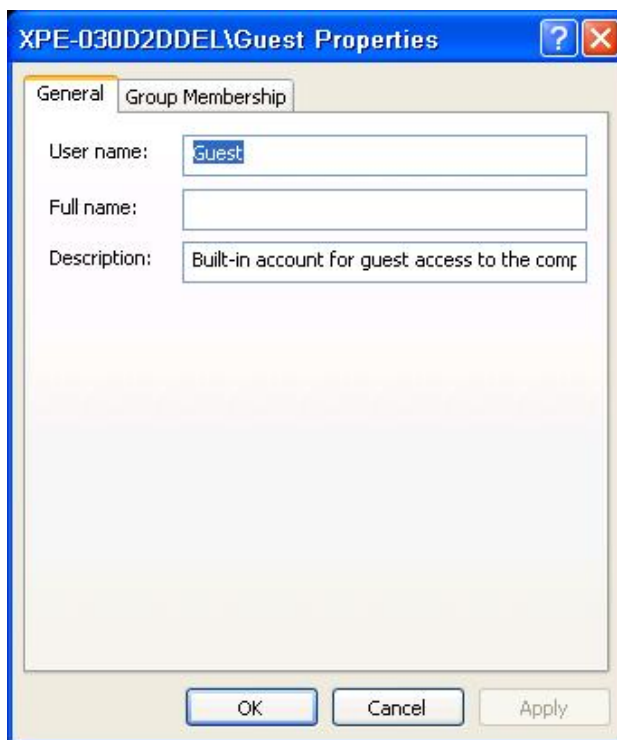 XPE-030D2DDEL\Guest Properties
General Group Membership
User name: Guest
Full name:
Description: Built-in account for guest access to the comp
OK Cancel Apply